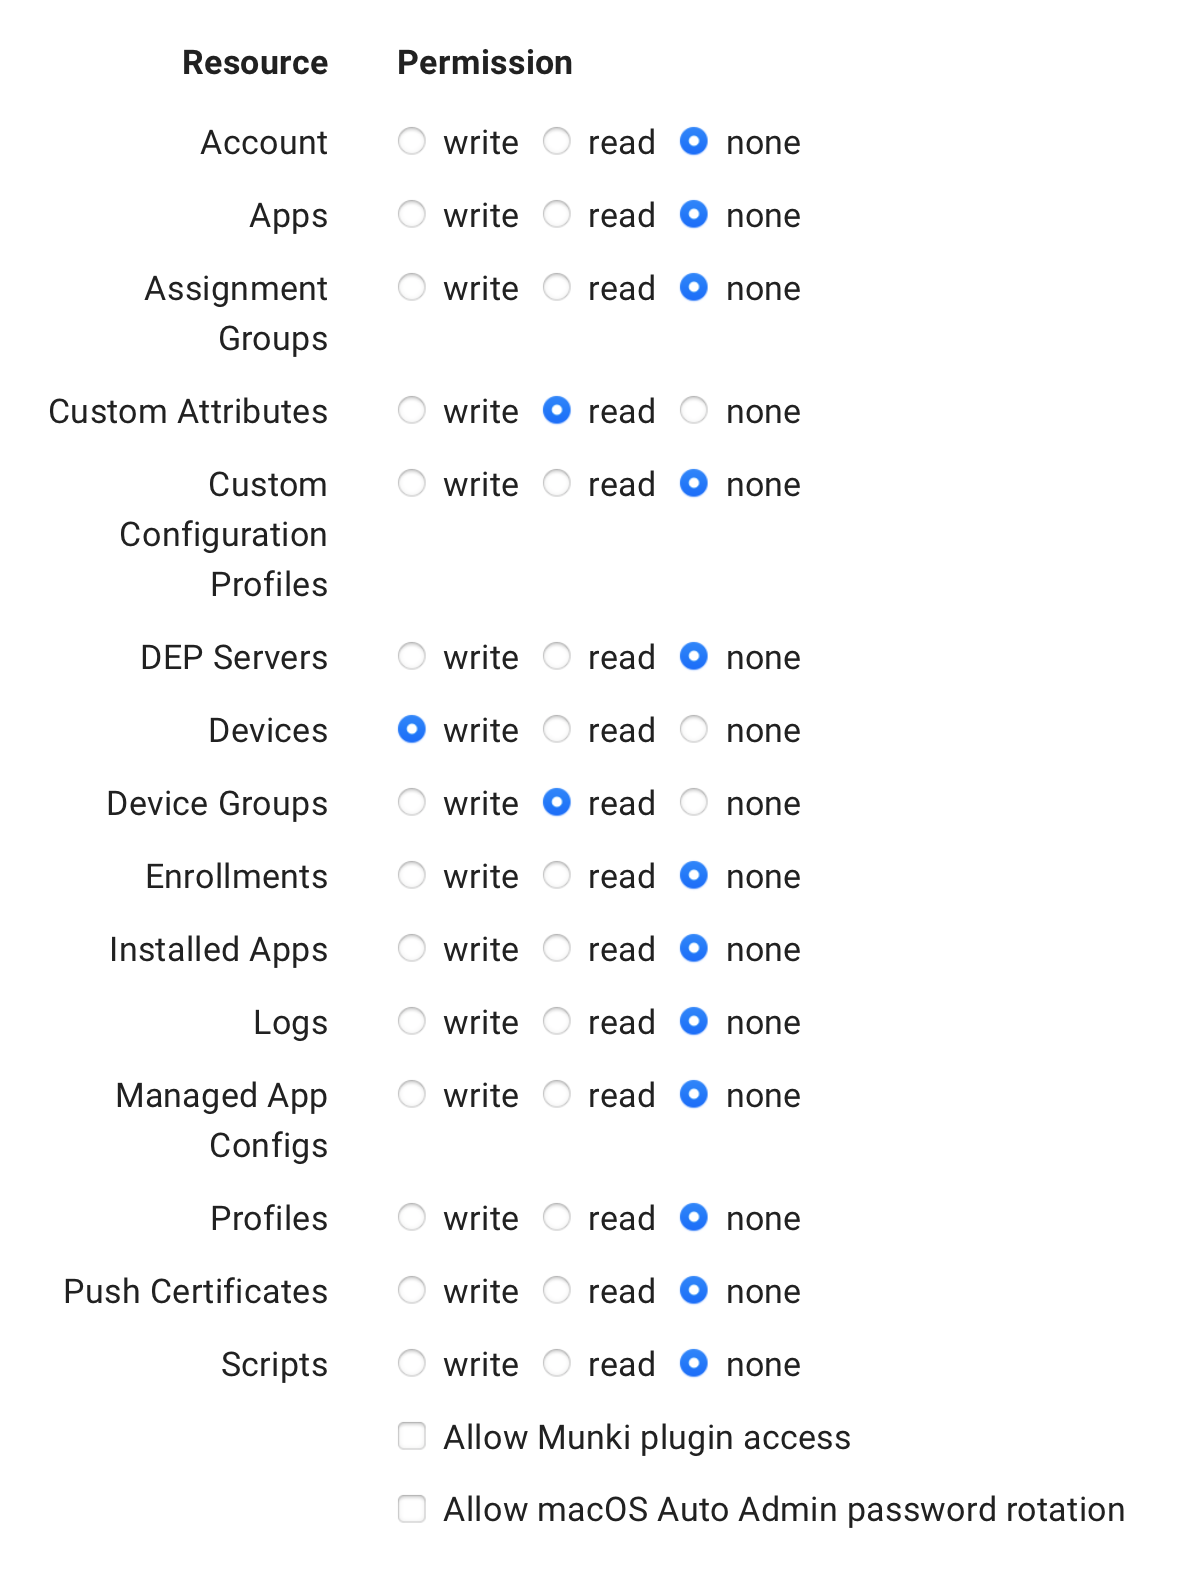 Resource Permission
Account write read none
Apps write read none
Assignment write read none
Groups
Custom Attributes write read none
Custom write read none
Configuration
Profiles
DEP Servers write read none
Devices write read none
Device Groups write read none
Enrollments write read none
Installed Apps write read none
Logs write read none
Managed App write read none
Configs
Profiles write read none
Push Certificates write read none
Scripts write read none
Allow Munki plugin access
Allow macOS Auto Admin password rotation